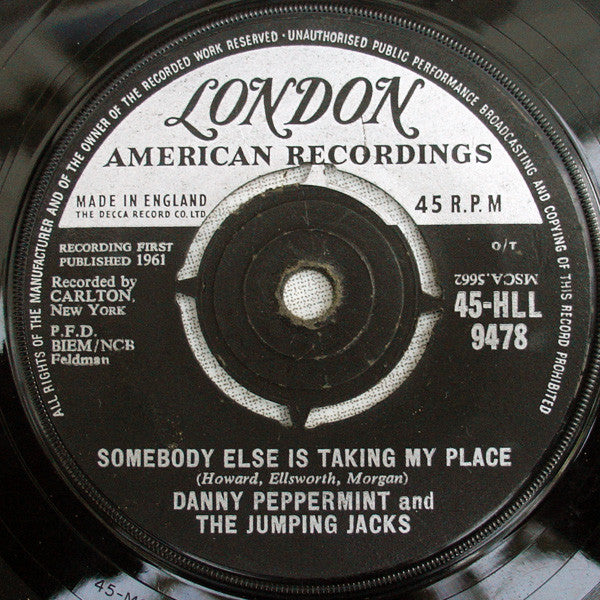 ALL RIGHTS OF THE MANUFACTURER AND OF THE OWNER OF THE RECORDED WORK RESERVED · UNAUTHORISED PUBLIC PERFORMANCE BROADCASTING AND COPYING OF THIS RECORD PROHIBITED
LONDON
AMERICAN RECORDINGS
MADE IN ENGLAND
THE DECCA RECORD CO. LTD.
45 R.P.M
RECORDING FIRST
PUBLISHED 1961
O/T
Recorded by
CARLTON,
New York
MSCA.5662
45-HLL
9478
P.F.D.
BIEM/NCB
Feldman
SOMEBODY ELSE IS TAKING MY PLACE
(Howard, Ellsworth, Morgan)
DANNY PEPPERMINT and
THE JUMPING JACKS